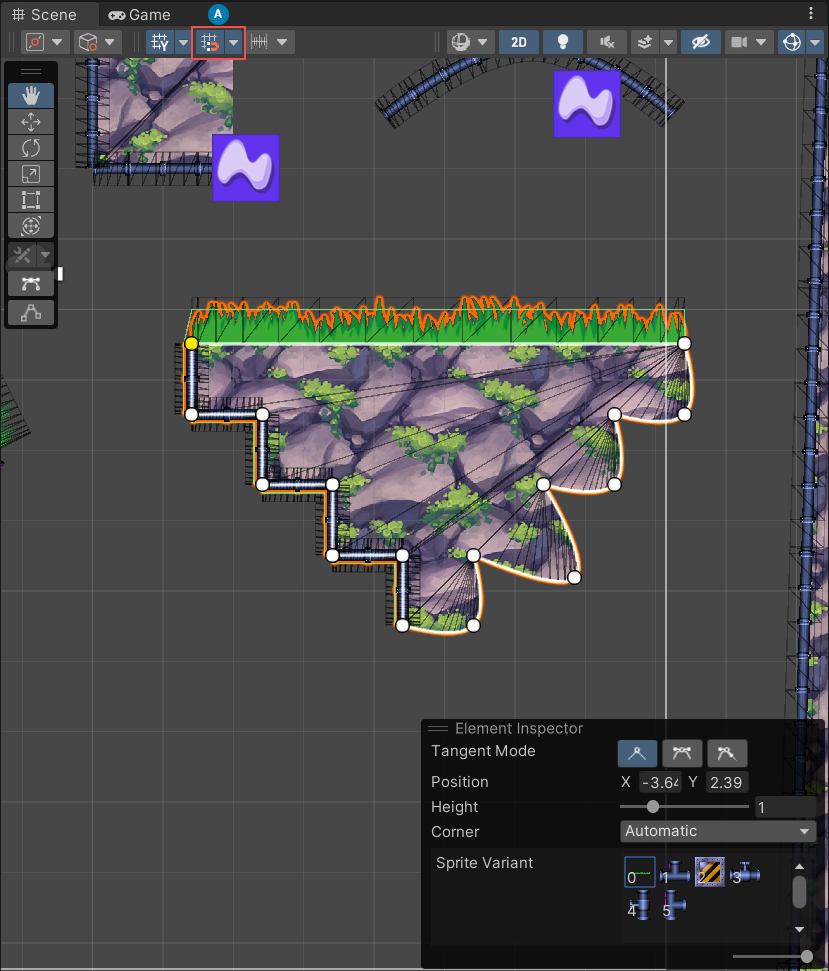 Scene
Game
A
Y
2D
Element Inspector
Tangent Mode
Position X -3.64 Y 2.39
Height 1
Corner Automatic
Sprite Variant
0 1 2 3
4 5